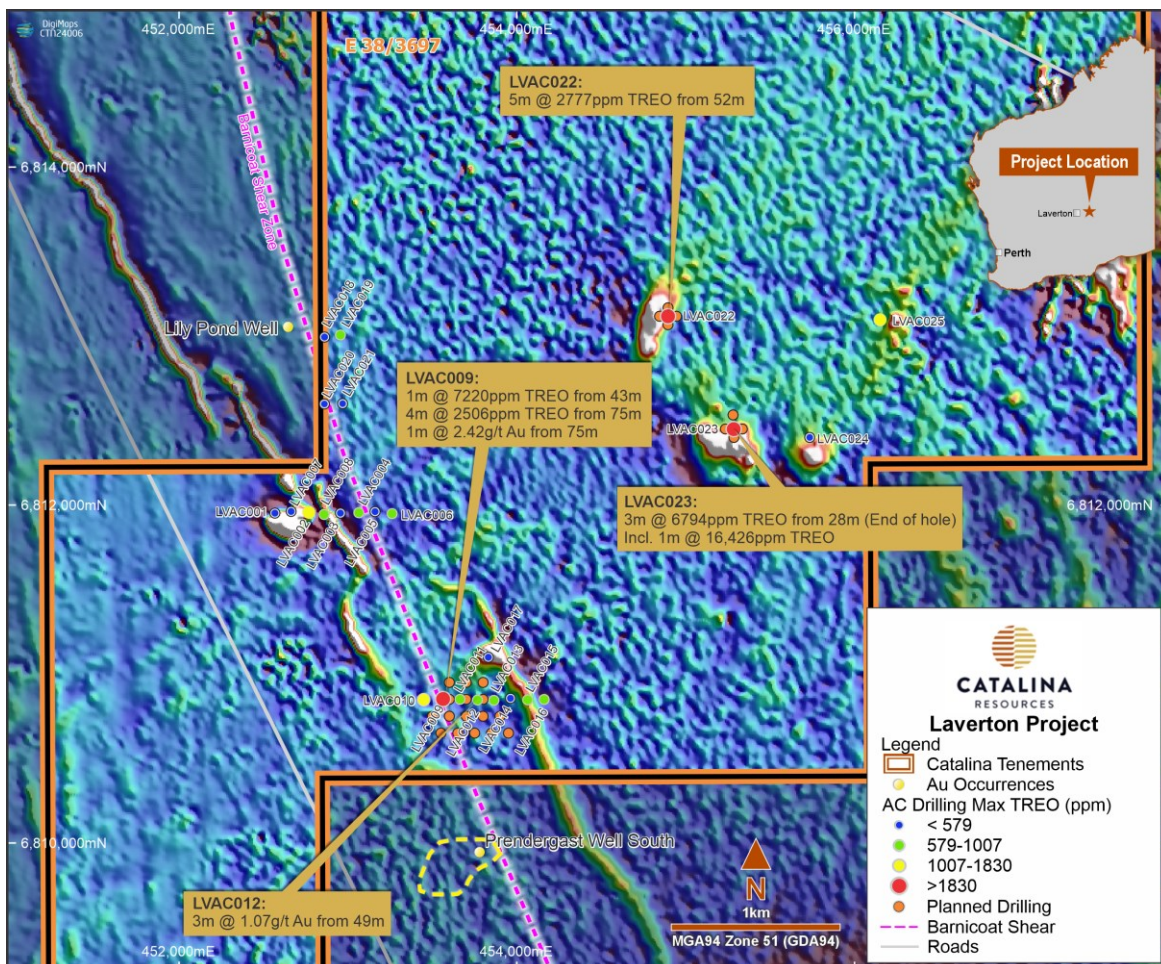 DigiMaps
CTN24006
452,000mE
E 38/3697
454,000mE
456,000mE
LVAC022:
5m @ 2777ppm TREO from 52m
Project Location
Laverton
Perth
6,814,000mN
Barnicoat Shear Zone
Lily Pond Well
LVAC018
LVAC019
LVAC020
LVAC021
LVAC022
LVAC025
LVAC009:
1m @ 7220ppm TREO from 43m
4m @ 2506ppm TREO from 75m
1m @ 2.42g/t Au from 75m
LVAC023
LVAC024
LVAC023:
3m @ 6794ppm TREO from 28m (End of hole)
Incl. 1m @ 16,426ppm TREO
6,812,000mN
6,812,000mN
LVAC001
LVAC007
LVAC008
LVAC004
LVAC002
LVAC003
LVAC005
LVAC006
LVAC017
LVAC011
LVAC013
LVAC015
LVAC010
LVAC009
LVAC012
LVAC014
LVAC016
CATALINA
RESOURCES
Laverton Project
Legend
Catalina Tenements
Au Occurrences
AC Drilling Max TREO (ppm)
< 579
579-1007
1007-1830
>1830
Planned Drilling
Barnicoat Shear
Roads
6,810,000mN
Prendergast Well South
LVAC012:
3m @ 1.07g/t Au from 49m
N
1km
MGA94 Zone 51 (GDA94)
452,000mE
454,000mE